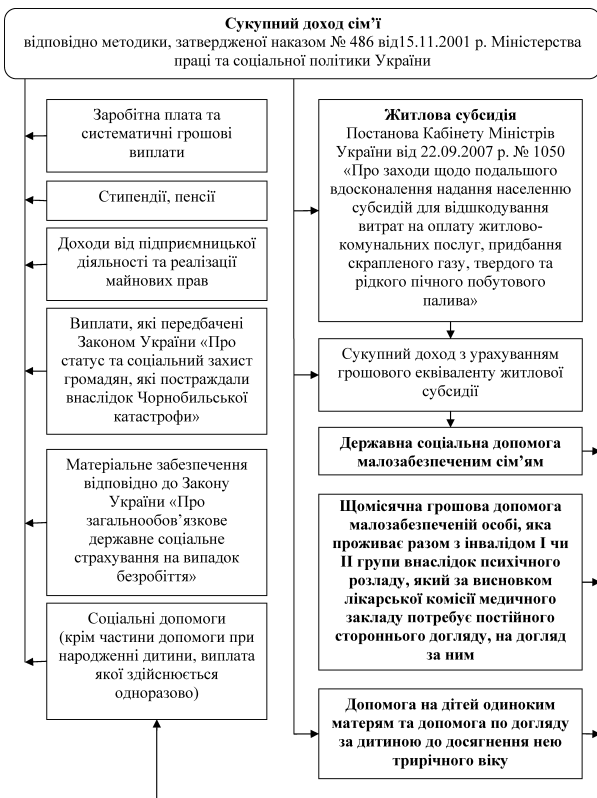 Сукупний доход сім’ї
відповідно методики, затвердженої наказом № 486 від15.11.2001 р. Міністерства
праці та соціальної політики України
Заробітна плата та
систематичні грошові
виплати
Стипендії, пенсії
Доходи від підприємницької
діяльності та реалізації
майнових прав
Виплати, які передбачені
Законом України «Про
статус та соціальний захист
громадян, які постраждали
внаслідок Чорнобильської
катастрофи»
Матеріальне забезпечення
відповідно до Закону
України «Про
загальнообов’язкове
державне соціальне
страхування на випадок
безробіття»
Соціальні допомоги
(крім частини допомоги при
народженні дитини, виплата
якої здійснюється
одноразово)
Житлова субсидія
Постанова Кабінету Міністрів
України від 22.09.2007 р. № 1050
«Про заходи щодо подальшого
вдосконалення надання населенню
субсидій для відшкодування
витрат на оплату житлово-
комунальних послуг, придбання
скрапленого газу, твердого та
рідкого пічного побутового
палива»
Сукупний доход з урахуванням
грошового еквіваленту житлової
субсидії
Державна соціальна допомога
малозабезпеченим сім’ям
Щомісячна грошова допомога
малозабезпеченій особі, яка
проживає разом з інвалідом I чи
II групи внаслідок психічного
розладу, який за висновком
лікарської комісії медичного
закладу потребує постійного
стороннього догляду, на догляд
за ним
Допомога на дітей одиноким
матерям та допомога по догляду
за дитиною до досягнення нею
трирічного віку